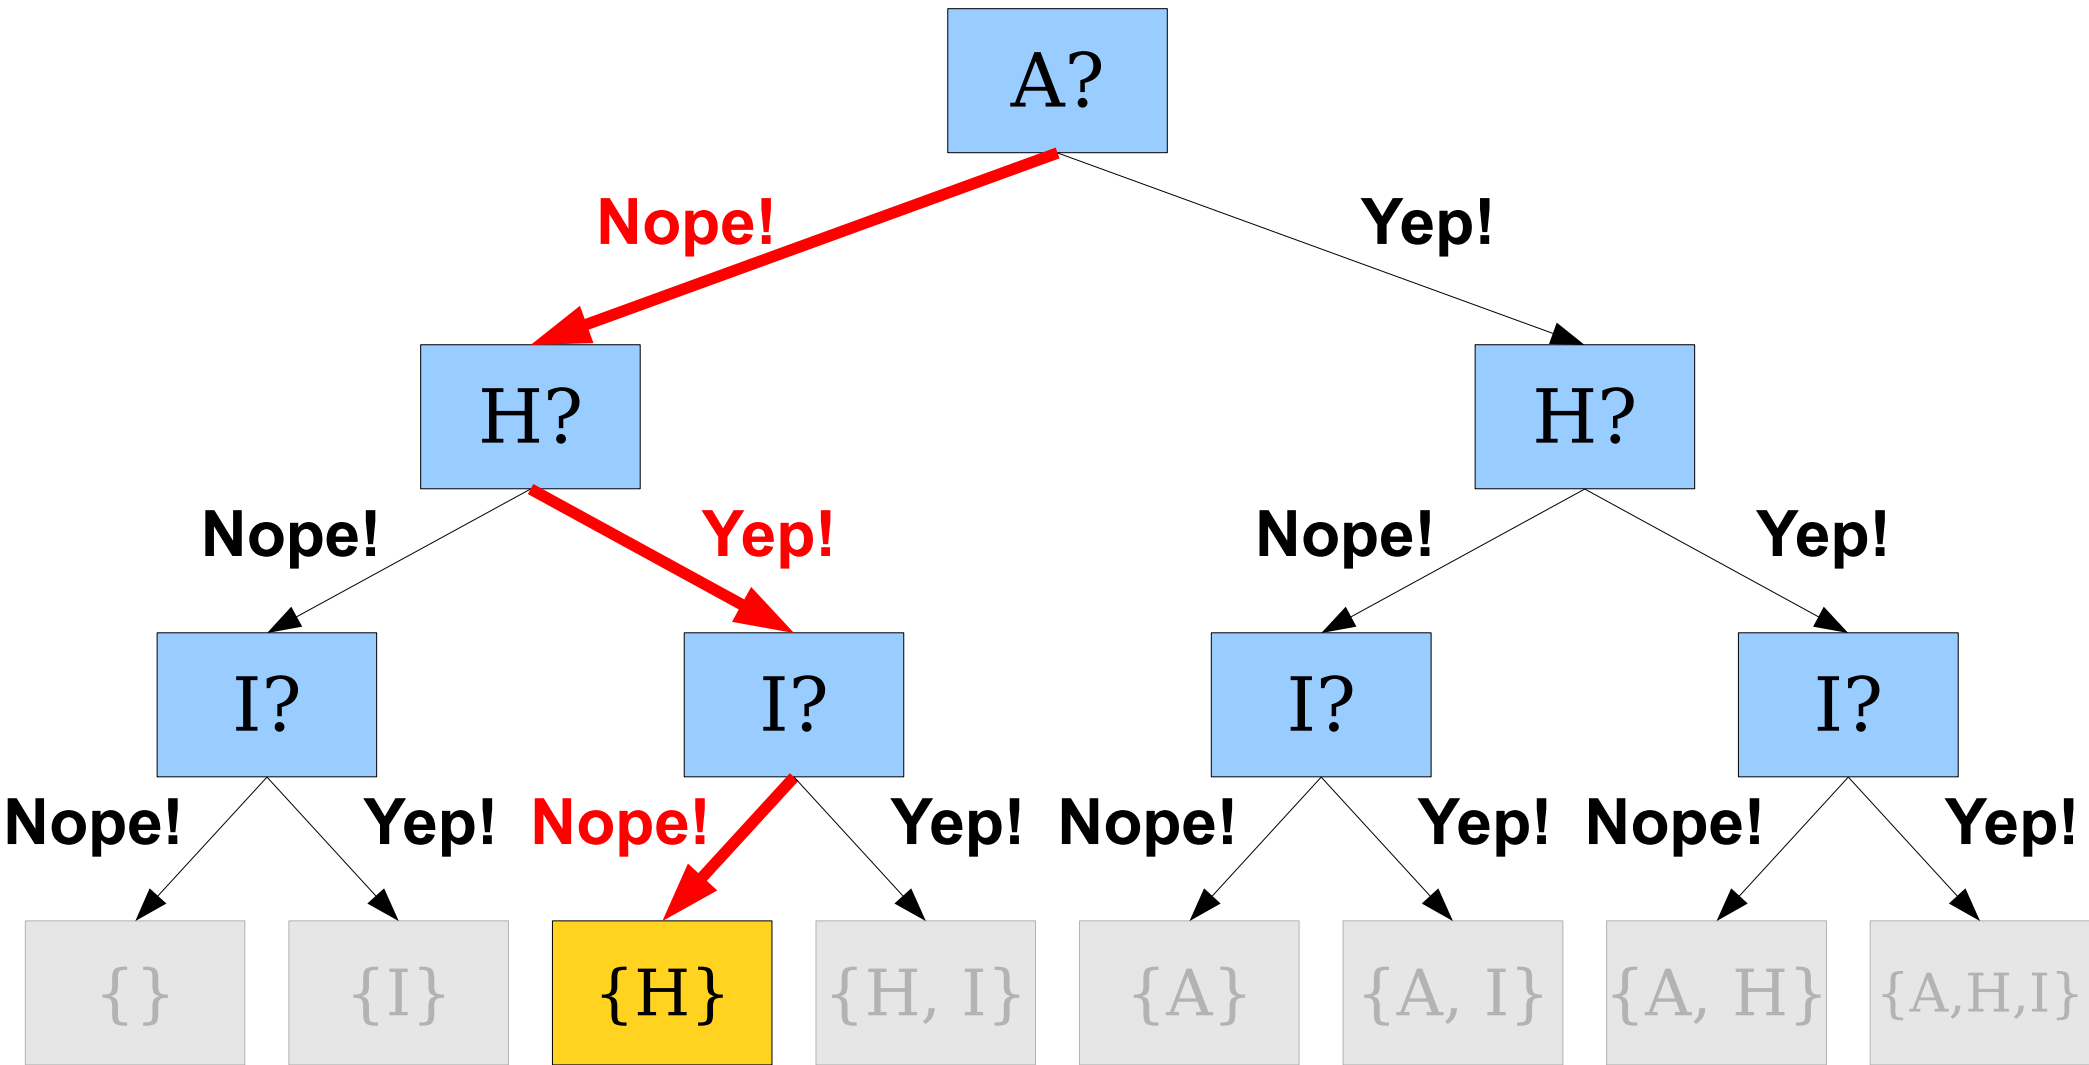 A?
Nope! Yep!
H? H?
Nope! Yep! Nope! Yep!
I? I? I? I?
Nope! Yep! Nope! Yep! Nope! Yep! Nope! Yep!
{} {I} {H} {H, I} {A} {A, I} {A, H} {A,H,I}